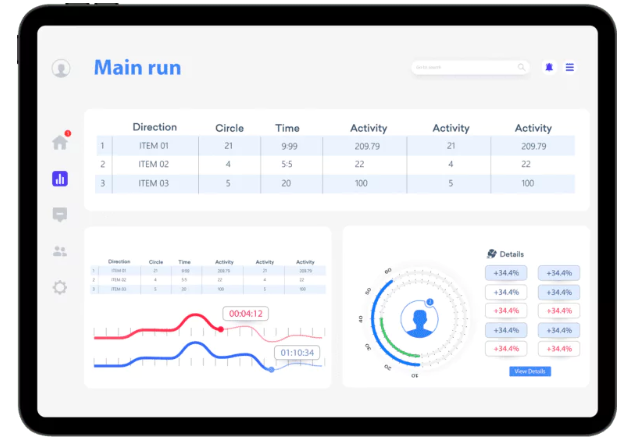 Main run
Direction Circle Time Activity Activity Activity
1 ITEM 01 21 9:99 209.79 21 209.79
2 ITEM 02 4 5:5 22 4 22
3 ITEM 03 5 20 100 5 100
Direction Circle Time Activity Activity Activity
1 ITEM 01 21 9:99 209.79 21 209.79
2 ITEM 02 4 5:5 22 4 22
3 ITEM 03 5 20 100 5 100
00:04:12
01:10:34
60
50
40
30
20
10
1
Details
+34.4% +34.4%
+34.4% +34.4%
+34.4% +34.4%
+34.4% +34.4%
+34.4% +34.4%
View Details